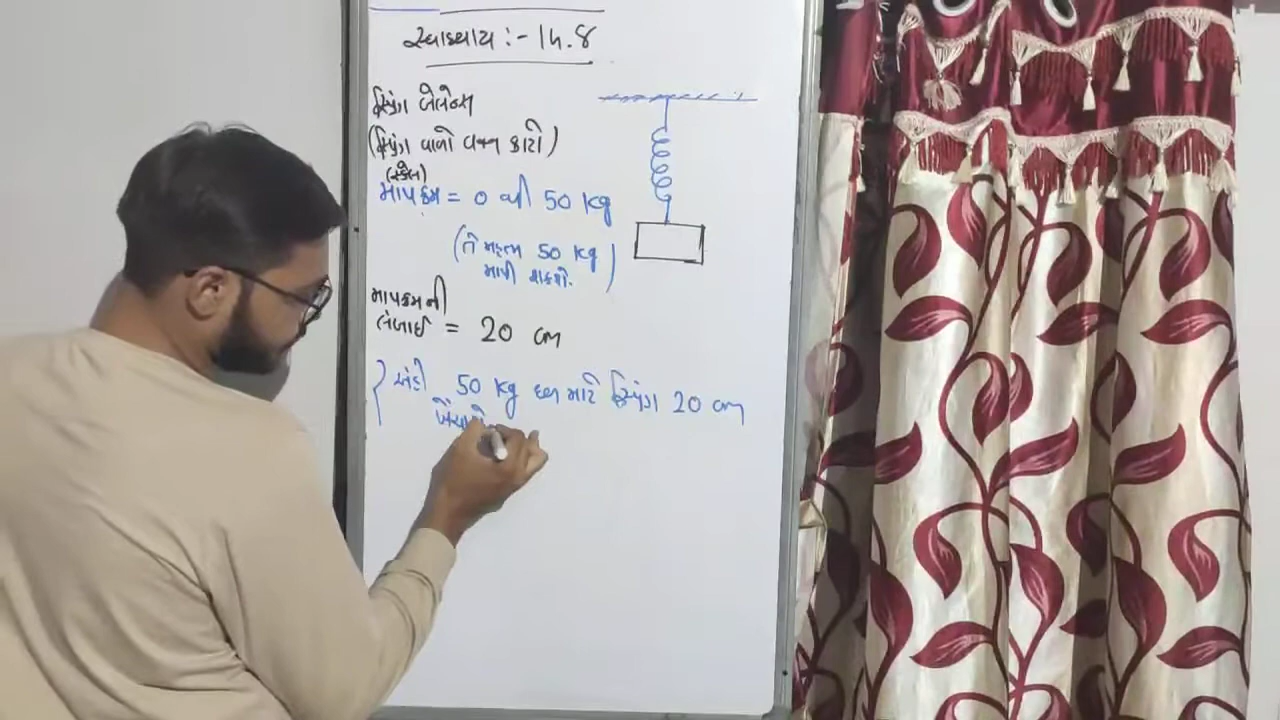 સ્વાધ્યાય :- 14.8
સ્પ્રિંગ બેલેન્સ
(સ્પ્રિંગ વાળો વજન કાંટો)
(સ્કેલ)
માપક્રમ = 0 થી 50 kg
(તે મહત્તમ 50 kg
માપી શકશે.)
માપક્રમની
લંબાઈ = 20 cm
અહીં 50 kg દળ માટે સ્પ્રિંગ 20 cm